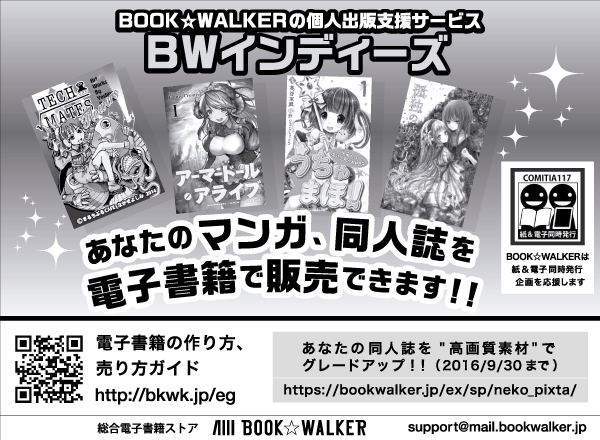 BOOK☆WALKERの個人出版支援サービス
BWインディーズ
TECH
MATES
Art
Works
By
I
アーマードール
アライブ
1
うちゅ
まほ!
孤独の
COMITIA117
紙&電子同時発行
BOOK☆WALKERは
紙&電子同時発行
企画を応援します
あなたのマンガ、同人誌を
電子書籍で販売できます!!
電子書籍の作り方、
売り方ガイド
http://bkwk.jp/eg
あなたの同人誌を"高画質素材"で
グレードアップ!!（2016/9/30まで）
https://bookwalker.jp/ex/sp/neko_pixta/
総合電子書籍ストア
BOOK☆WALKER
support@mail.bookwalker.jp